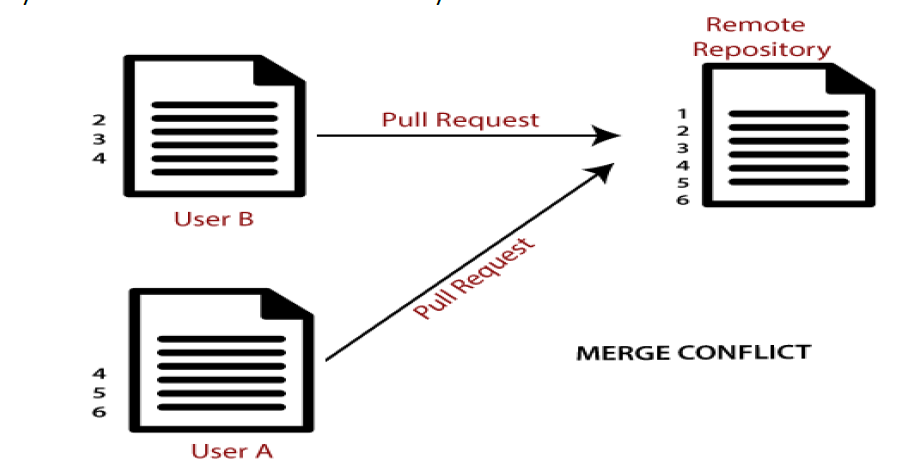 Remote
Repository
Pull Request
1
2
3
4
5
6
2
3
4
User B
Pull Request
4
5
6
MERGE CONFLICT
User A